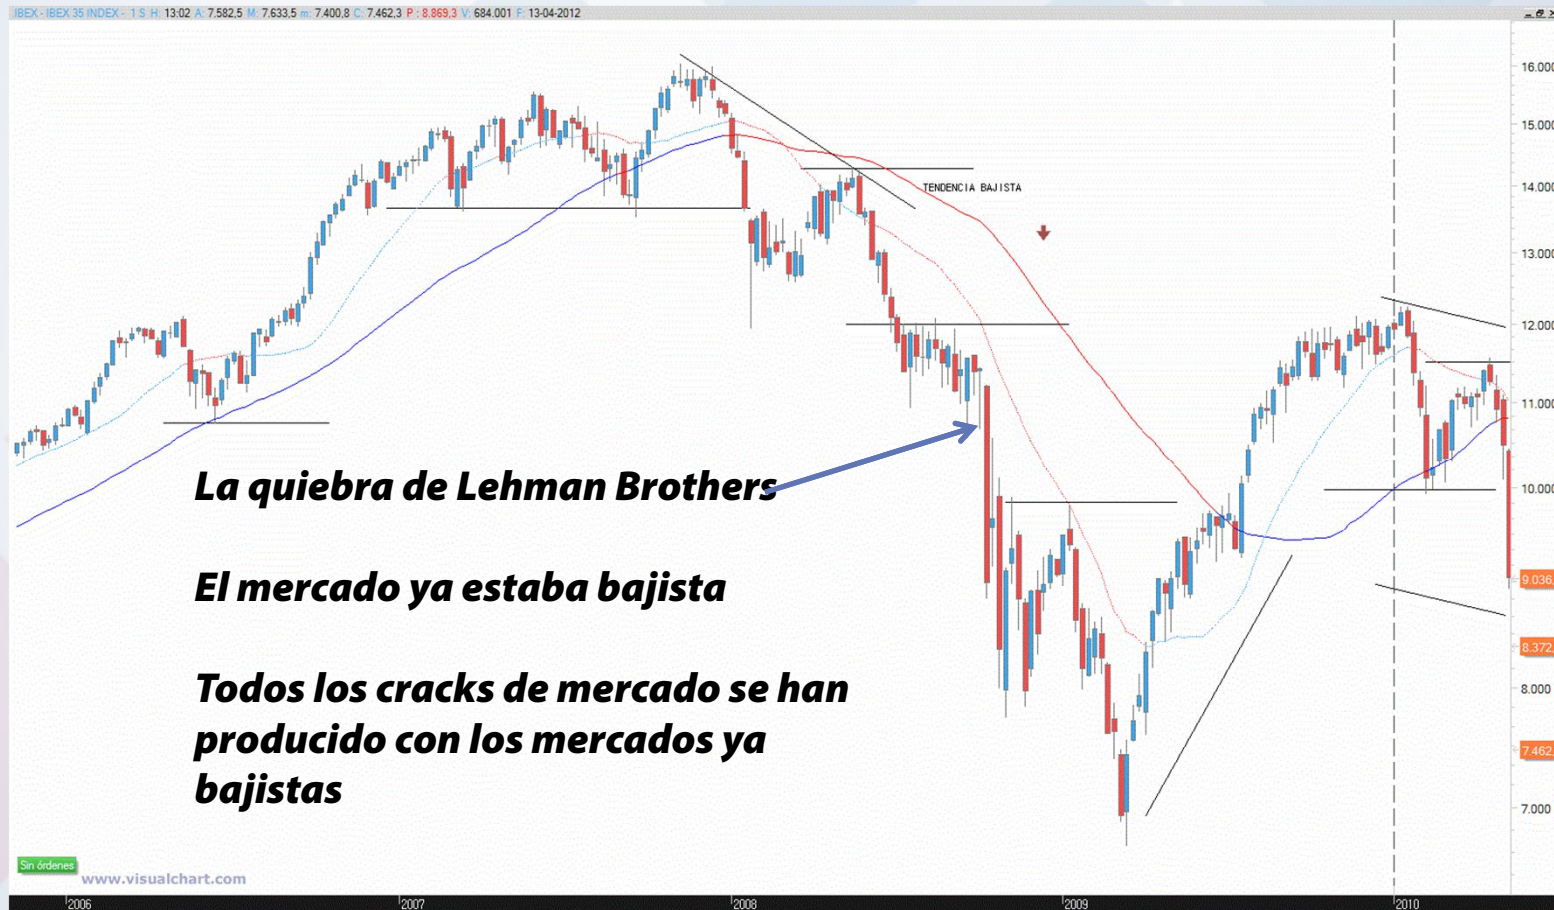 IBEX - IBEX 35 INDEX - 1 S H: 13:02 A: 7.582,5 M: 7.633,5 m: 7.400,8 C: 7.462,3 P : 8.869,3 V: 684.001 F: 13-04-2012
16.000
15.000
14.000
TENDENCIA BAJISTA
13.000
12.000
11.000
10.000
La quiebra de Lehman Brothers
El mercado ya estaba bajista
9.036,
8.372,
Todos los cracks de mercado se han
8.000
producido con los mercados ya
7.462,
bajistas
7.000
Sin órdenes
www.visualchart.com
2006 2007 2008 2009 2010